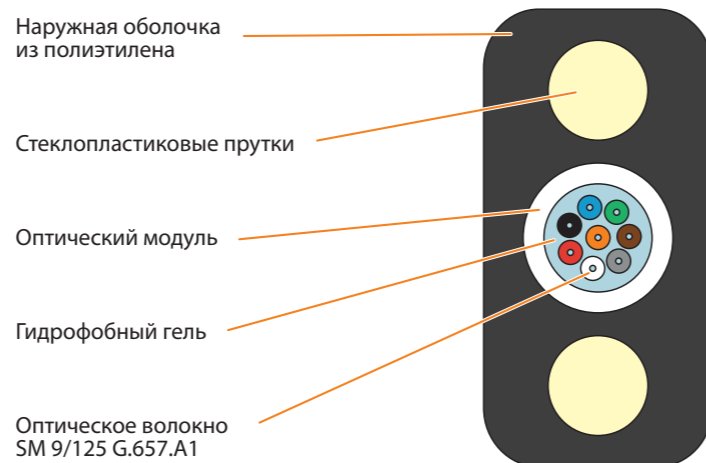 Наружная оболочка
из полиэтилена
Стеклопластиковые прутки
Оптический модуль
Гидрофобный гель
Оптическое волокно
SM 9/125 G.657.A1